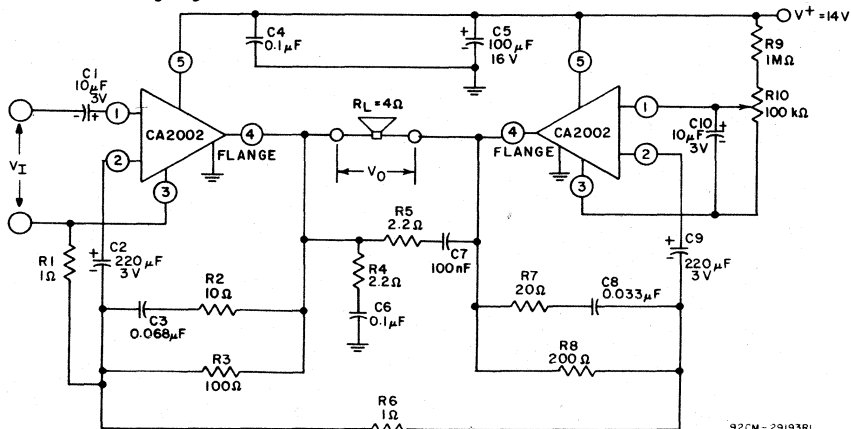 V⁺ =14V
C4
0.1μF
C5
100μF
16 V
R9
1MΩ
C1
10μF
3V
5
5
1
CA2002
4
FLANGE
RL=4Ω
4
FLANGE
CA2002
1
C10
10μF
3V
R10
100 kΩ
VI
2
2
3
3
VO
R5
2.2Ω
C7
100nF
R4
2.2Ω
C6
0.1μF
C9
220μF
3V
R1
1Ω
C2
220μF
3V
R2
10Ω
C3
0.068μF
R3
100Ω
R7
20Ω
C8
0.033μF
R8
200Ω
R6
1Ω
92CM-29193R1